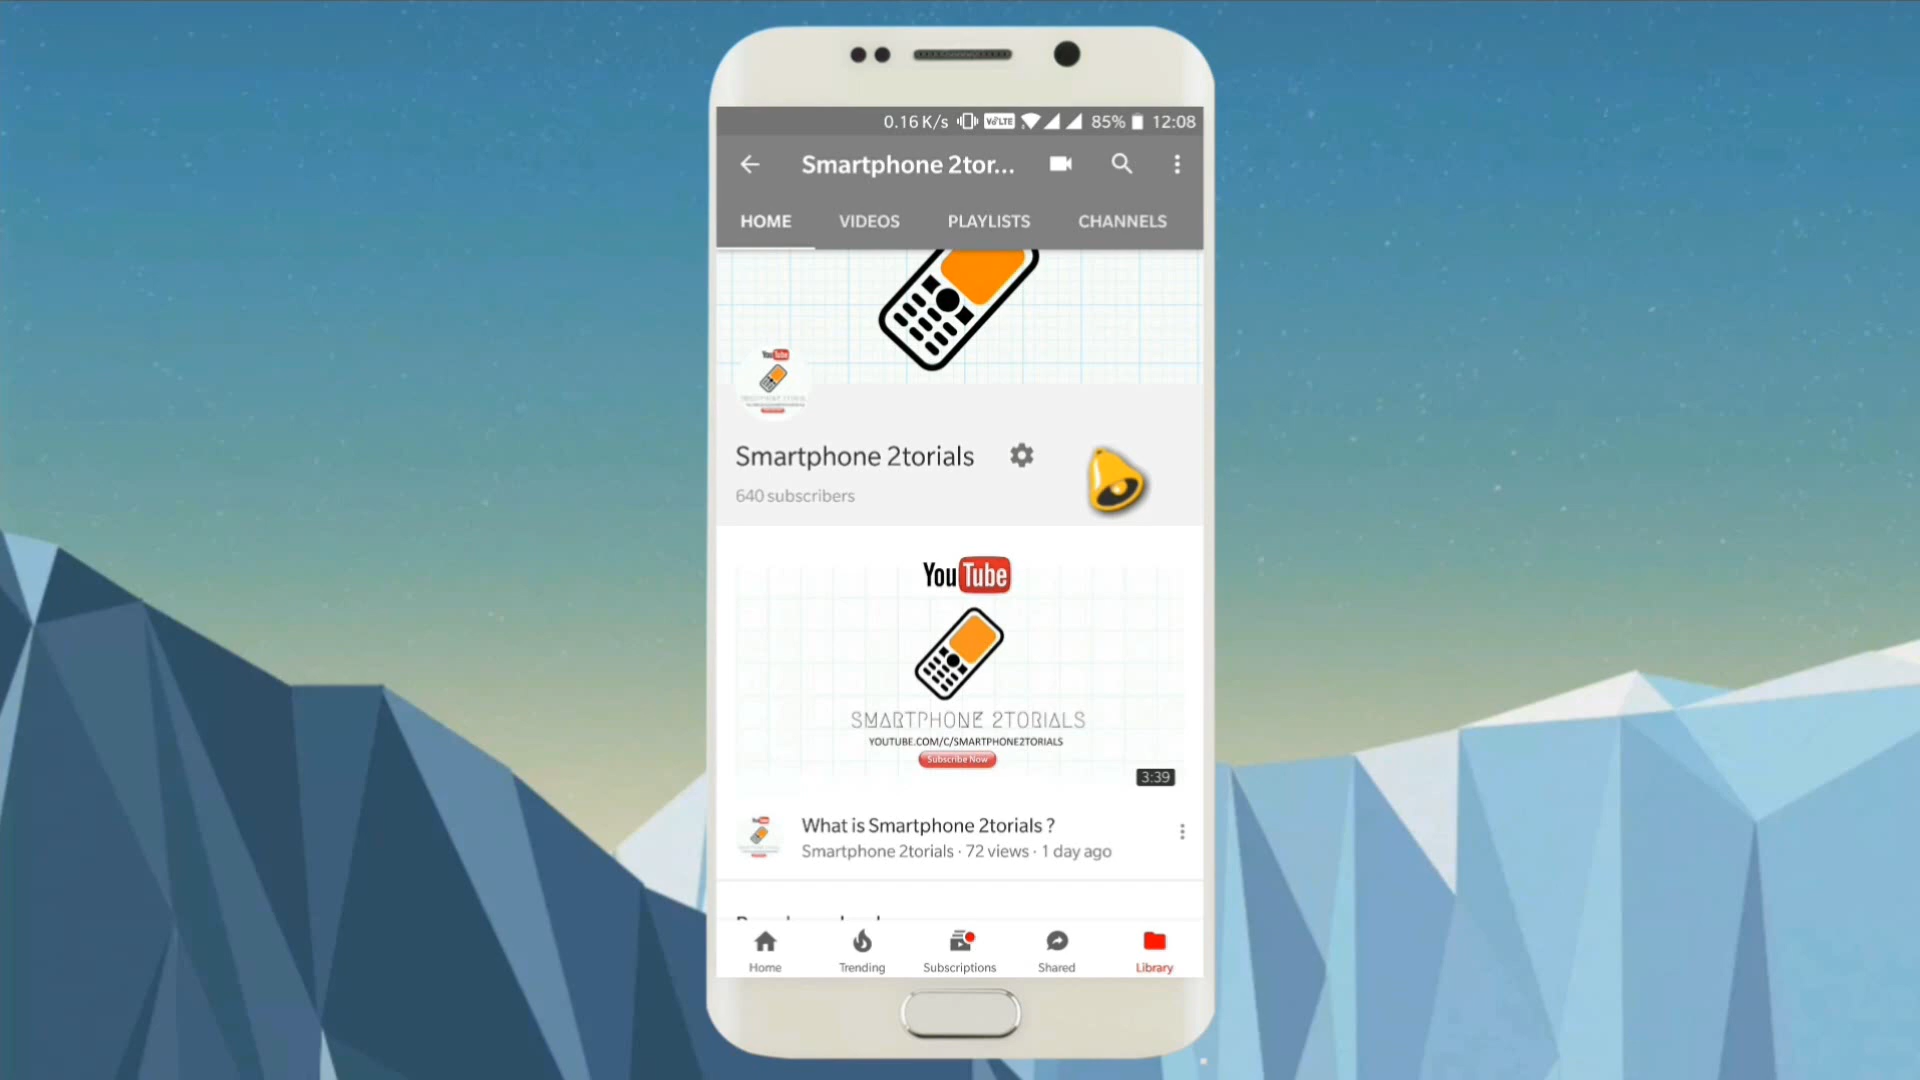 0.16 K/s VoLTE 85% 12:08
Smartphone 2tor...
HOME VIDEOS PLAYLISTS CHANNELS
YouTube
Smartphone 2torials
640 subscribers
YouTube
SMARTPHONE 2TORIALS
YOUTUBE.COM/C/SMARTPHONE2TORIALS
Subscribe Now
3:39
What is Smartphone 2torials ?
Smartphone 2torials · 72 views · 1 day ago
Home Trending Subscriptions Shared Library